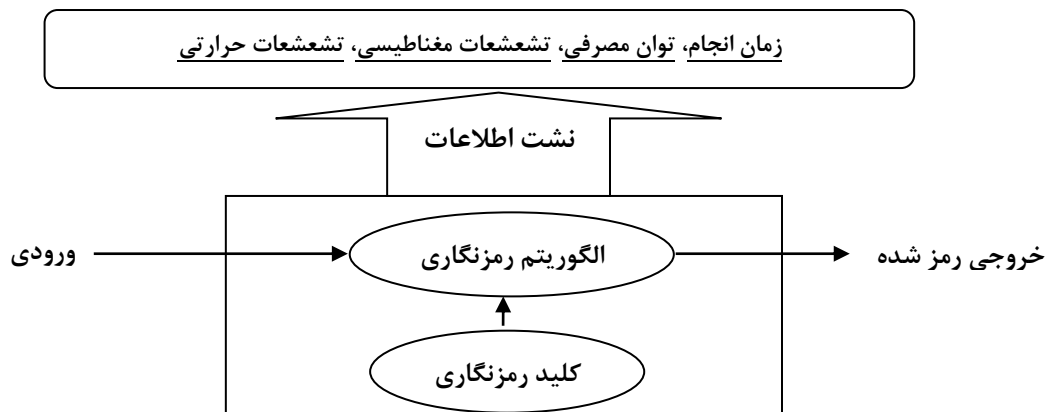 زمان انجام، توان مصرفی، تشعشعات مغناطیسی، تشعشعات حرارتی
نشت اطلاعات
ورودی
الگوریتم رمزنگاری
خروجی رمز شده
کلید رمزنگاری